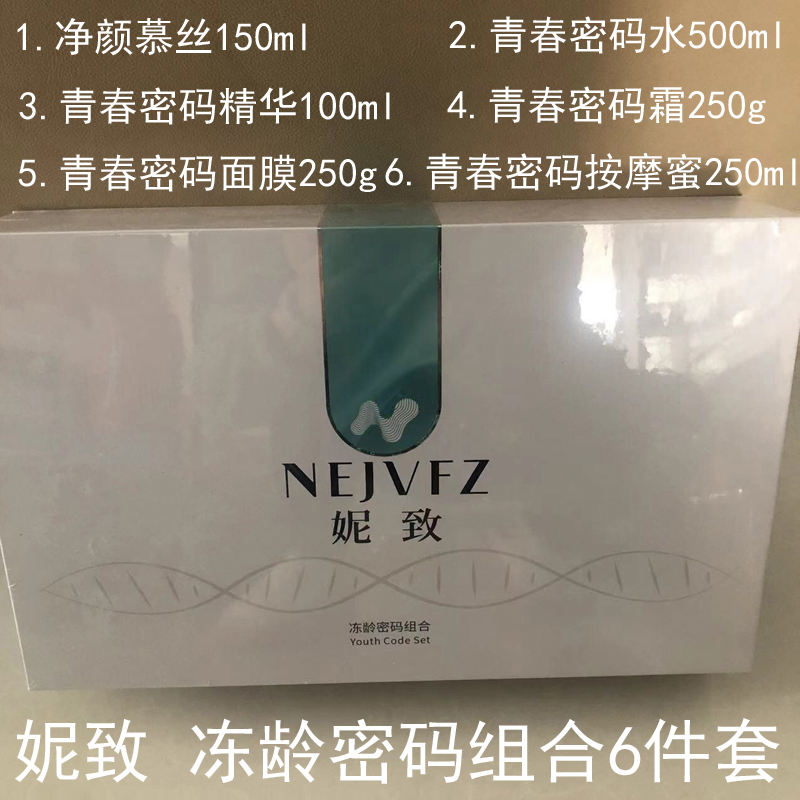 1.净颜慕丝150ml 2.青春密码水500ml
3.青春密码精华100ml 4.青春密码霜250g
5.青春密码面膜250g 6.青春密码按摩蜜250ml
NEJVFZ
妮致
冻龄密码组合
Youth Code Set
妮致 冻龄密码组合6件套